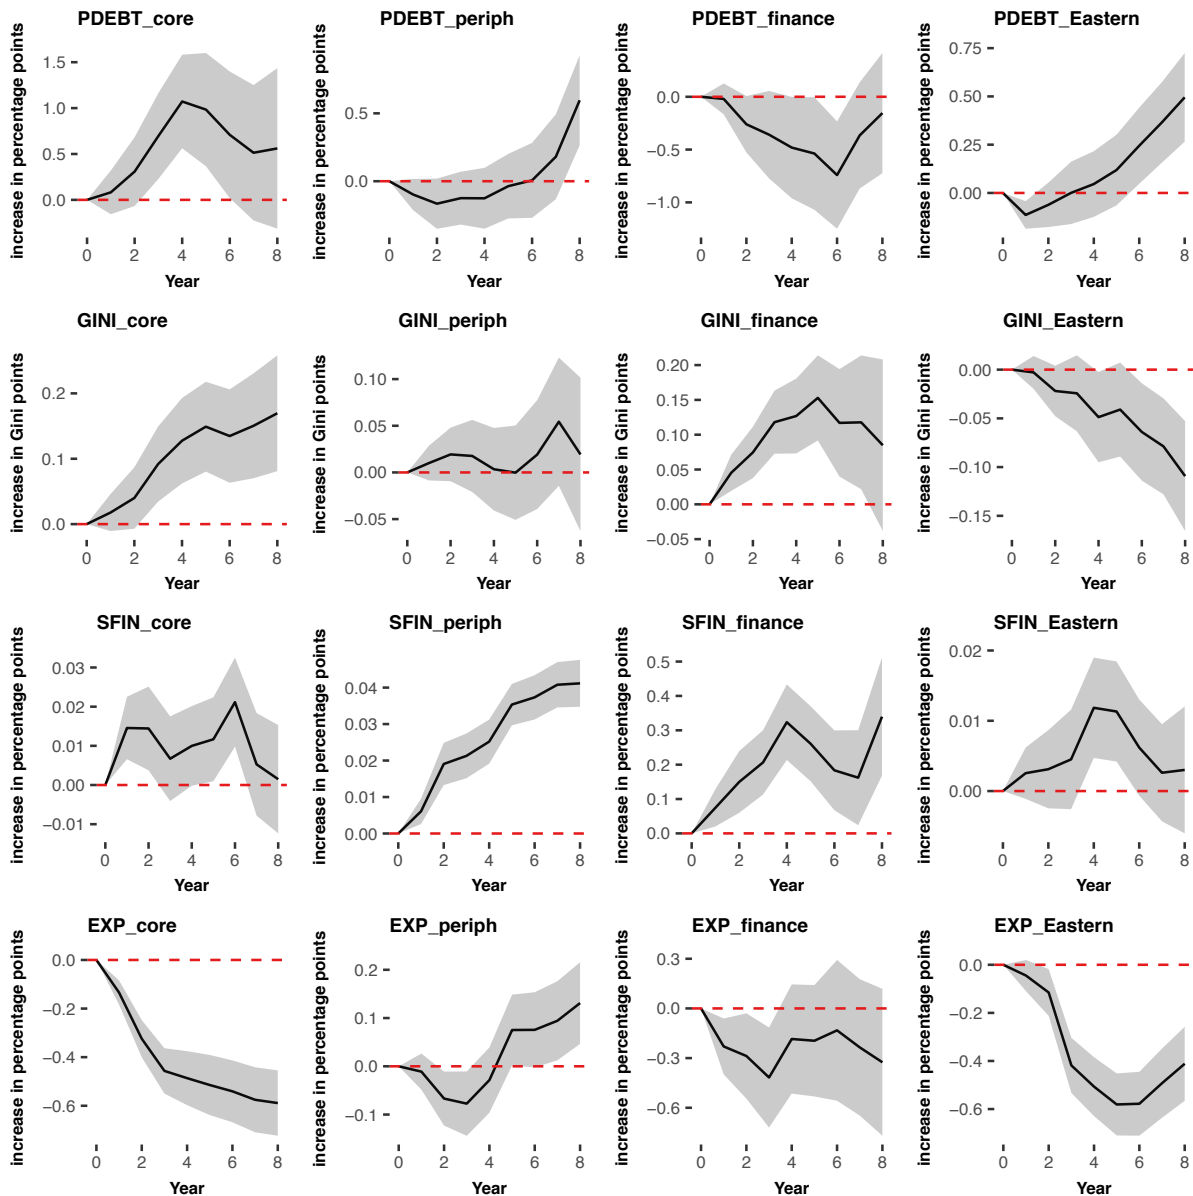 PDEBT_core
increase in percentage points
1.5
1.0
0.5
0.0
0 2 4 6 8
Year
PDEBT_periph
increase in percentage points
0.5
0.0
0 2 4 6 8
Year
PDEBT_finance
increase in percentage points
0.0
−0.5
−1.0
0 2 4 6 8
Year
PDEBT_Eastern
increase in percentage points
0.75
0.50
0.25
0.00
0 2 4 6 8
Year
GINI_core
increase in Gini points
0.2
0.1
0.0
0 2 4 6 8
Year
GINI_periph
increase in Gini points
0.10
0.05
0.00
−0.05
0 2 4 6 8
Year
GINI_finance
increase in Gini points
0.20
0.15
0.10
0.05
0.00
−0.05
0 2 4 6 8
Year
GINI_Eastern
increase in Gini points
0.00
−0.05
−0.10
−0.15
0 2 4 6 8
Year
SFIN_core
increase in percentage points
0.03
0.02
0.01
0.00
−0.01
0 2 4 6 8
Year
SFIN_periph
increase in percentage points
0.04
0.03
0.02
0.01
0.00
0 2 4 6 8
Year
SFIN_finance
increase in percentage points
0.5
0.4
0.3
0.2
0.1
0.0
0 2 4 6 8
Year
SFIN_Eastern
increase in percentage points
0.02
0.01
0.00
0 2 4 6 8
Year
EXP_core
increase in percentage points
0.0
−0.2
−0.4
−0.6
0 2 4 6 8
Year
EXP_periph
increase in percentage points
0.2
0.1
0.0
−0.1
0 2 4 6 8
Year
EXP_finance
increase in percentage points
0.3
0.0
−0.3
−0.6
0 2 4 6 8
Year
EXP_Eastern
increase in percentage points
0.0
−0.2
−0.4
−0.6
0 2 4 6 8
Year